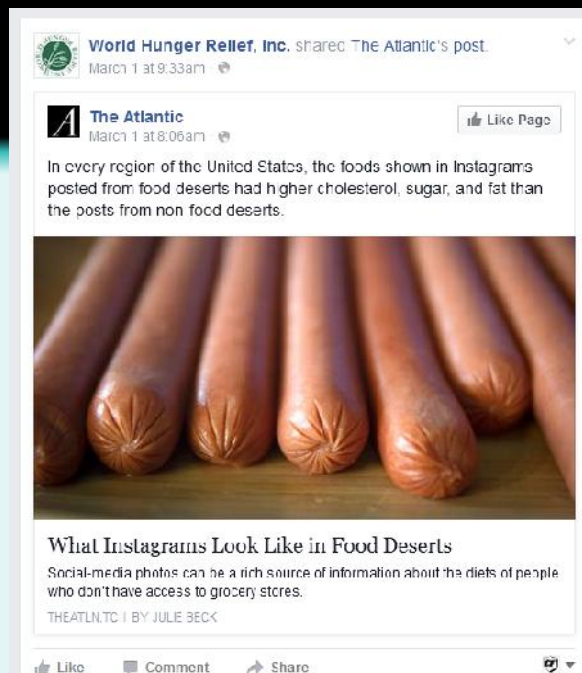 World Hunger Relief, Inc. shared The Atlantic's post.
March 1 at 9:33am
The Atlantic
March 1 at 8:06am
Like Page
In every region of the United States, the foods shown in Instagrams
posted from food deserts had higher cholesterol, sugar, and fat than
the posts from non food deserts.
What Instagrams Look Like in Food Deserts
Social-media photos can be a rich source of information about the diets of people
who don't have access to grocery stores.
THEATLN.TC | BY JULIE BECK
Like Comment Share